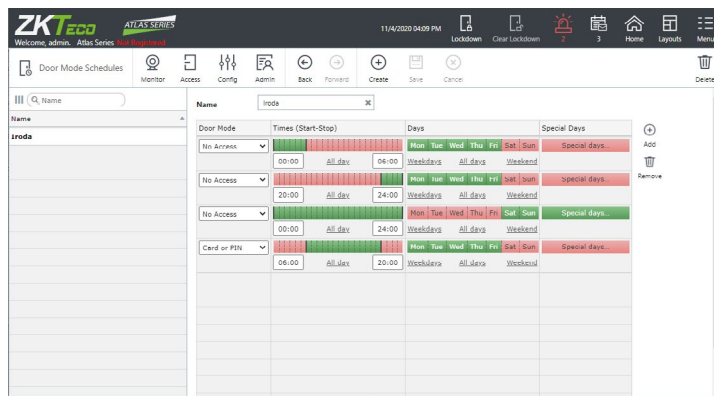 ZKTeco ATLAS SERIES
Welcome, admin. Atlas Series Not Registered
11/4/2020 04:09 PM
Lockdown Clear Lockdown 2 3 Home Layouts Menu
Door Mode Schedules Monitor Access Config Admin Back Forward Create Save Cancel Delete
Name
Name
Iroda
Name Iroda
Door Mode Times (Start-Stop) Days Special Days
No Access Mon Tue Wed Thu Fri Sat Sun Special days...
00:00 All day 06:00 Weekdays All days Weekend
No Access Mon Tue Wed Thu Fri Sat Sun Special days...
20:00 All day 24:00 Weekdays All days Weekend
No Access Mon Tue Wed Thu Fri Sat Sun Special days...
00:00 All day 24:00 Weekdays All days Weekend
Card or PIN Mon Tue Wed Thu Fri Sat Sun Special days...
06:00 All day 20:00 Weekdays All days Weekend
Add
Remove